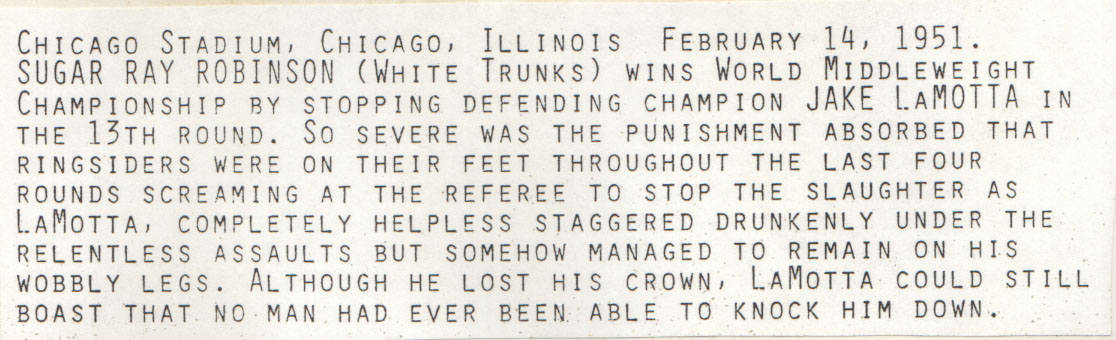 CHICAGO STADIUM, CHICAGO, ILLINOIS FEBRUARY 14, 1951.
SUGAR RAY ROBINSON (WHITE TRUNKS) WINS WORLD MIDDLEWEIGHT
CHAMPIONSHIP BY STOPPING DEFENDING CHAMPION JAKE LAMOTTA IN
THE 13TH ROUND. SO SEVERE WAS THE PUNISHMENT ABSORBED THAT
RINGSIDERS WERE ON THEIR FEET THROUGHOUT THE LAST FOUR
ROUNDS SCREAMING AT THE REFEREE TO STOP THE SLAUGHTER AS
LAMOTTA, COMPLETELY HELPLESS STAGGERED DRUNKENLY UNDER THE
RELENTLESS ASSAULTS BUT SOMEHOW MANAGED TO REMAIN ON HIS
WOBBLY LEGS. ALTHOUGH HE LOST HIS CROWN, LAMOTTA COULD STILL
BOAST THAT NO MAN HAD EVER BEEN ABLE TO KNOCK HIM DOWN.